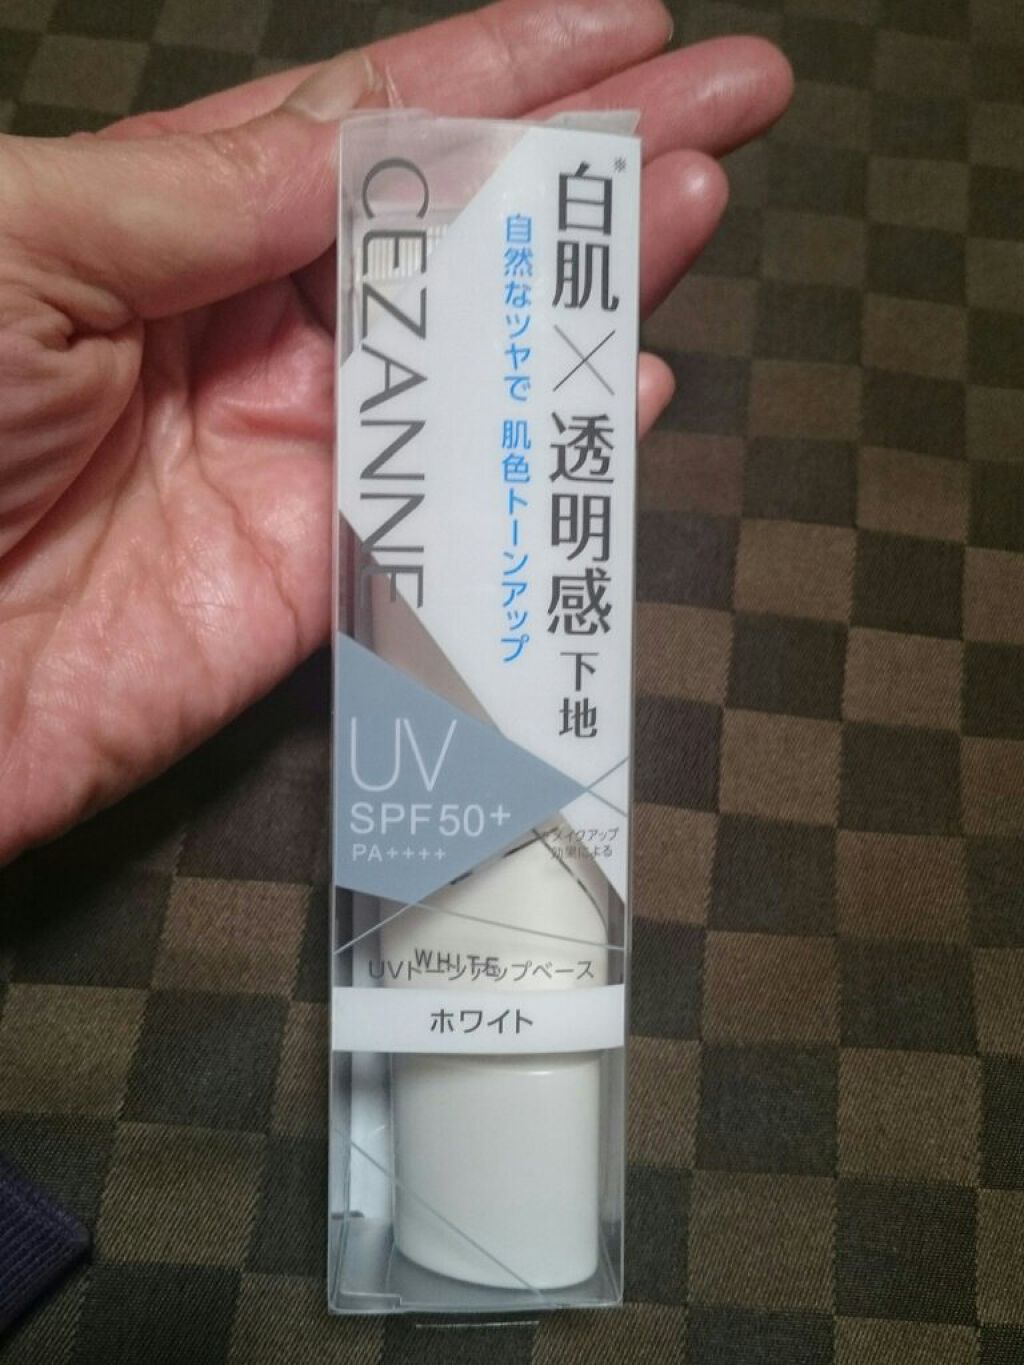 ※
白肌×透明感下地
自然なツヤで 肌色トーンアップ
CEZANNE
UV
SPF50+
PA++++
※メイクアップ
効果による
WHITE
UVトーンアップベース
ホワイト